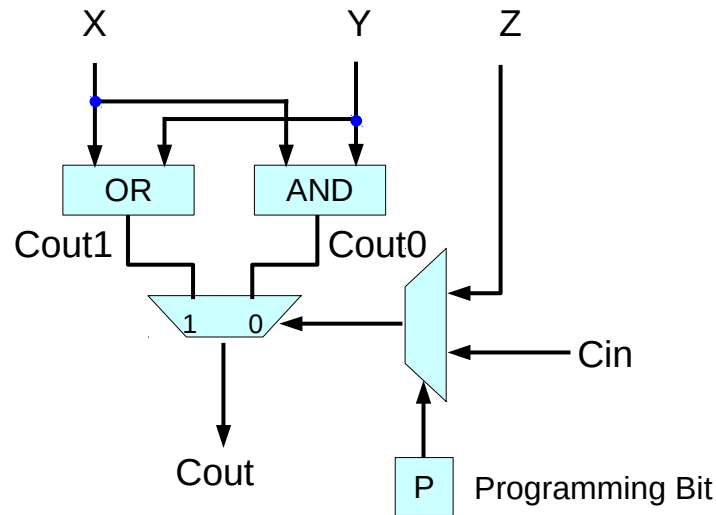 X Y Z
OR AND
Cout1 Cout0
1 0
Cin
Cout
P Programming Bit